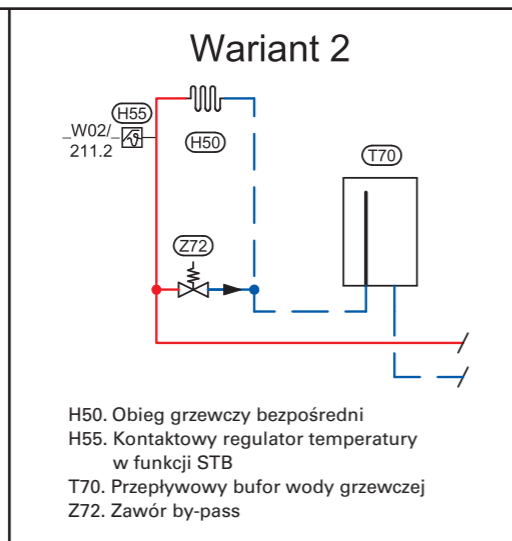 Wariant 2
H55
_W02/_
211.2
H50
T70
Z72
H50. Obieg grzewczy bezpośredni
H55. Kontaktowy regulator temperatury
w funkcji STB
T70. Przepływowy bufor wody grzewczej
Z72. Zawór by-pass